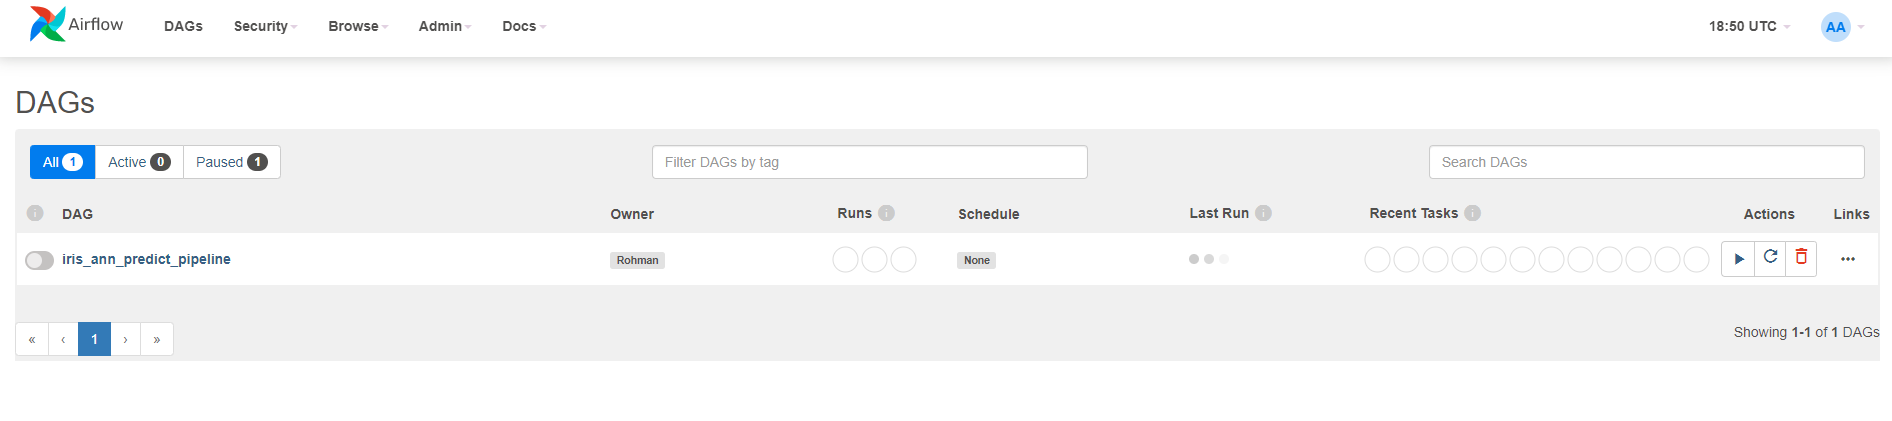 Airflow DAGs Security Browse Admin Docs 18:50 UTC AA
DAGs
All 1 Active 0 Paused 1 Filter DAGs by tag Search DAGs
i DAG Owner Runs i Schedule Last Run i Recent Tasks i Actions Links
iris_ann_predict_pipeline Rohman None
« ‹ 1 › » Showing 1-1 of 1 DAGs